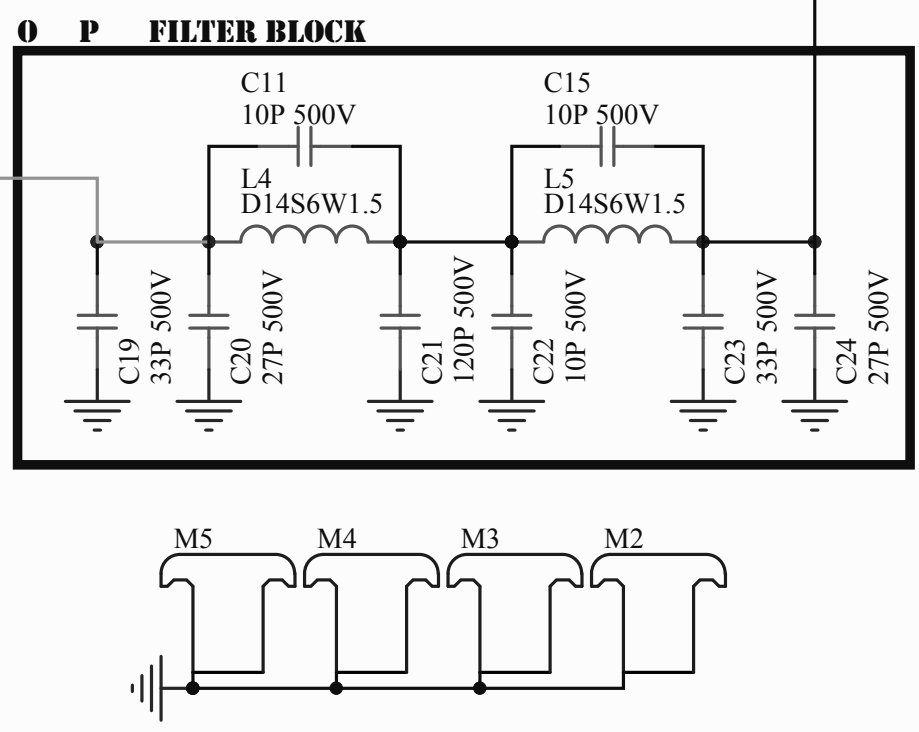 O P FILTER BLOCK
C11
10P 500V
C15
10P 500V
L4
D14S6W1.5
L5
D14S6W1.5
C19
33P 500V
C20
27P 500V
C21
120P 500V
C22
10P 500V
C23
33P 500V
C24
27P 500V
M5
M4
M3
M2